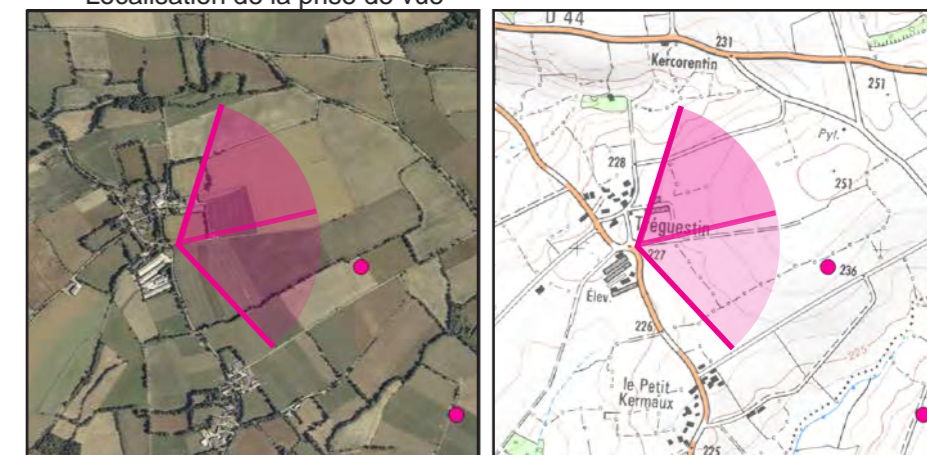 Localisation de la prise de vue
D 44
231
Kercorentin
251
Pyl.
228
251
Tréguestin
227
236
Élev.
226
225
le Petit
Kermaux
225